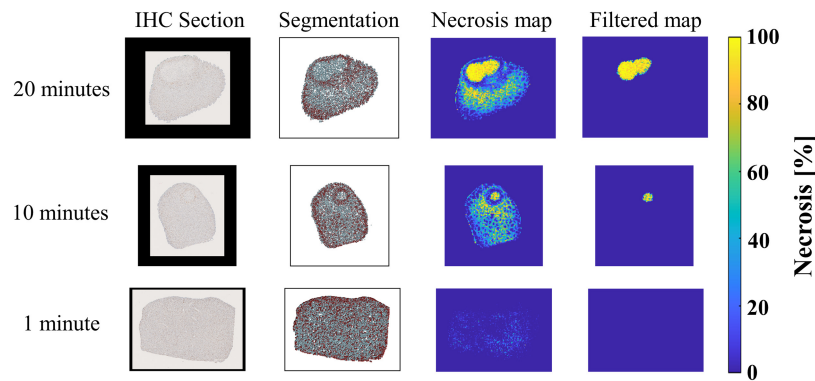 IHC Section Segmentation Necrosis map Filtered map
20 minutes
10 minutes
1 minute
100
80
60
40
20
0
Necrosis [%]